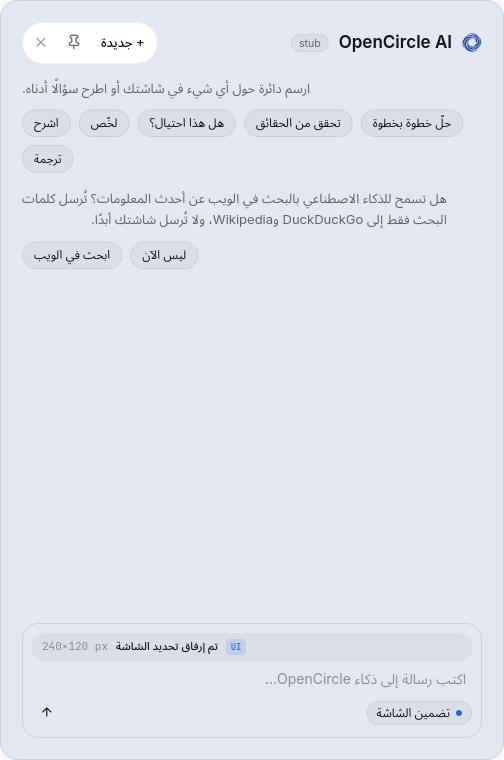 OpenCircle AI stub
+ جديدة
ارسم دائرة حول أي شيء في شاشتك أو اطرح سؤالًا أدناه.
حلّ خطوة بخطوة
تحقق من الحقائق
هل هذا احتيال؟
لخّص
اشرح
ترجمة
هل تسمح للذكاء الاصطناعي بالبحث في الويب عن أحدث المعلومات؟ تُرسل كلمات
البحث فقط إلى DuckDuckGo وWikipedia، ولا تُرسل شاشتك أبدًا.
ليس الآن
ابحث في الويب
UI تم إرفاق تحديد الشاشة 240×120 px
اكتب رسالة إلى ذكاء OpenCircle...
تضمين الشاشة